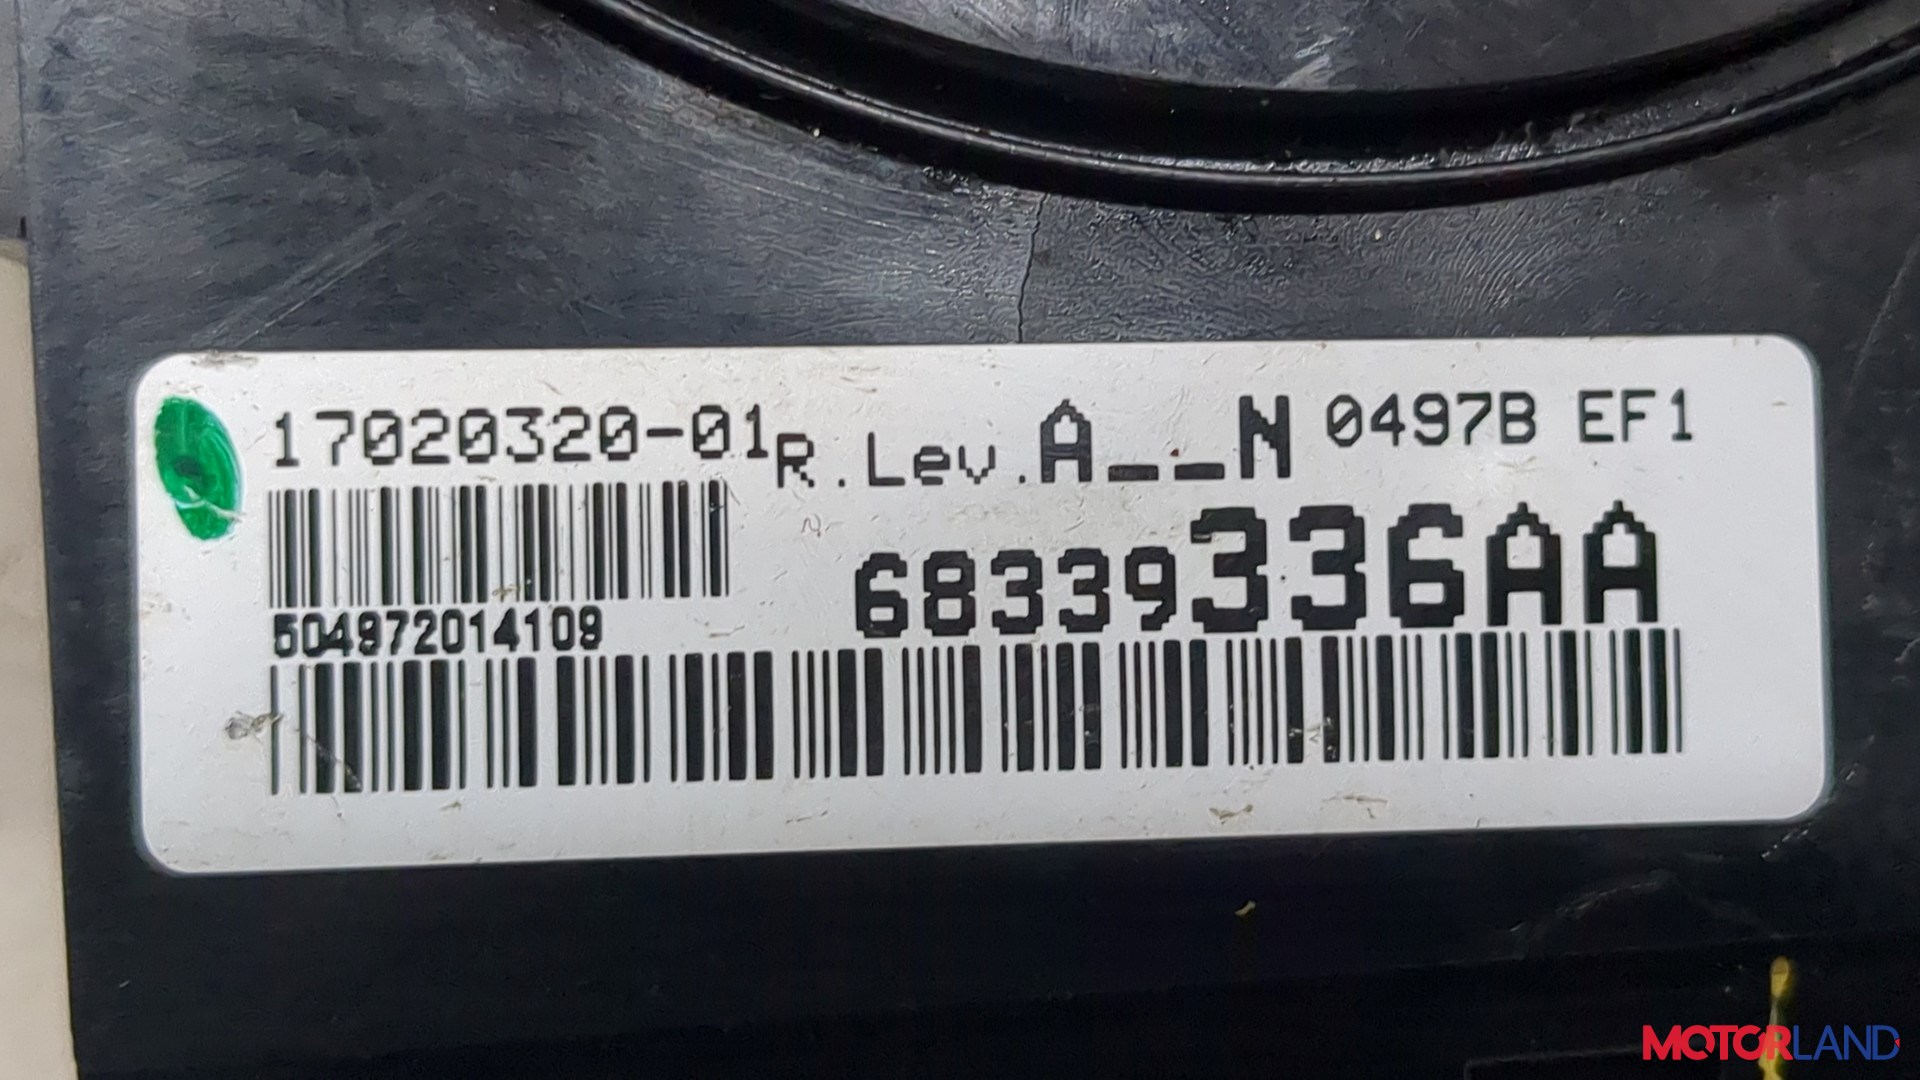 17020320-01 R.Lev.A__N 0497B EF1
68339336AA
504972014109
MOTORLAND